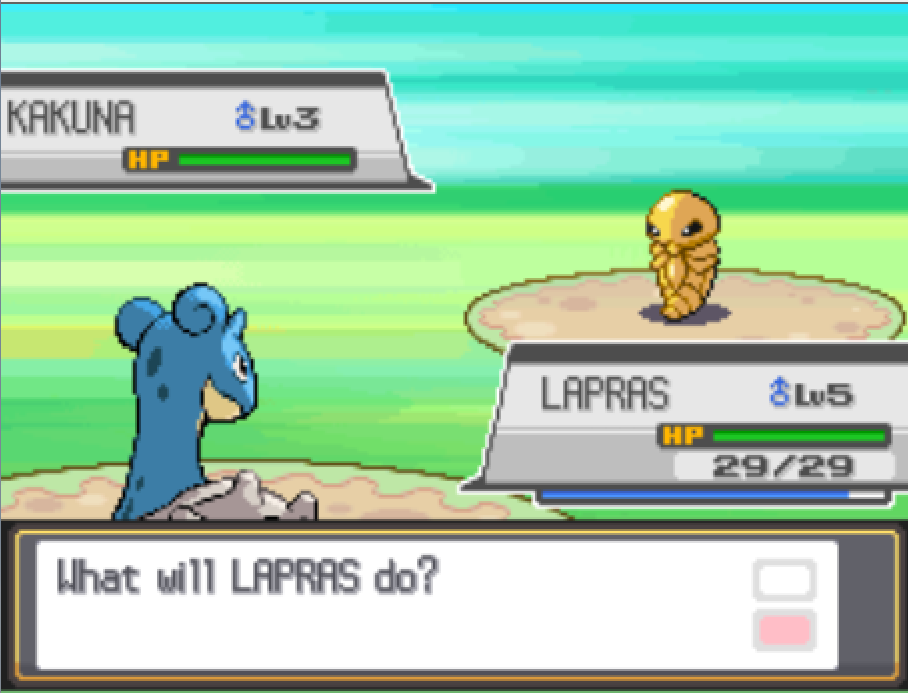 KAKUNA ♂Lv3
HP
LAPRAS ♂Lv5
HP
29/29
What will LAPRAS do?